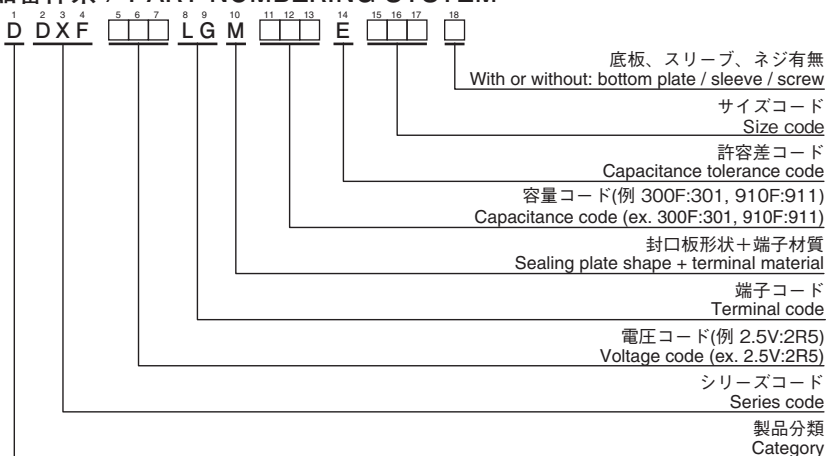 PART NUMBERING SYSTEM
1 2 3 4 5 6 7 8 9 10 11 12 13 14 15 16 17 18
D DXF □□□ LG M □□□ E □□□ □
底板、スリーブ、ネジ有無
With or without: bottom plate / sleeve / screw
サイズコード
Size code
許容差コード
Capacitance tolerance code
容量コード(例 300F:301, 910F:911)
Capacitance code (ex. 300F:301, 910F:911)
封口板形状＋端子材質
Sealing plate shape + terminal material
端子コード
Terminal code
電圧コード(例 2.5V:2R5)
Voltage code (ex. 2.5V:2R5)
シリーズコード
Series code
製品分類
Category